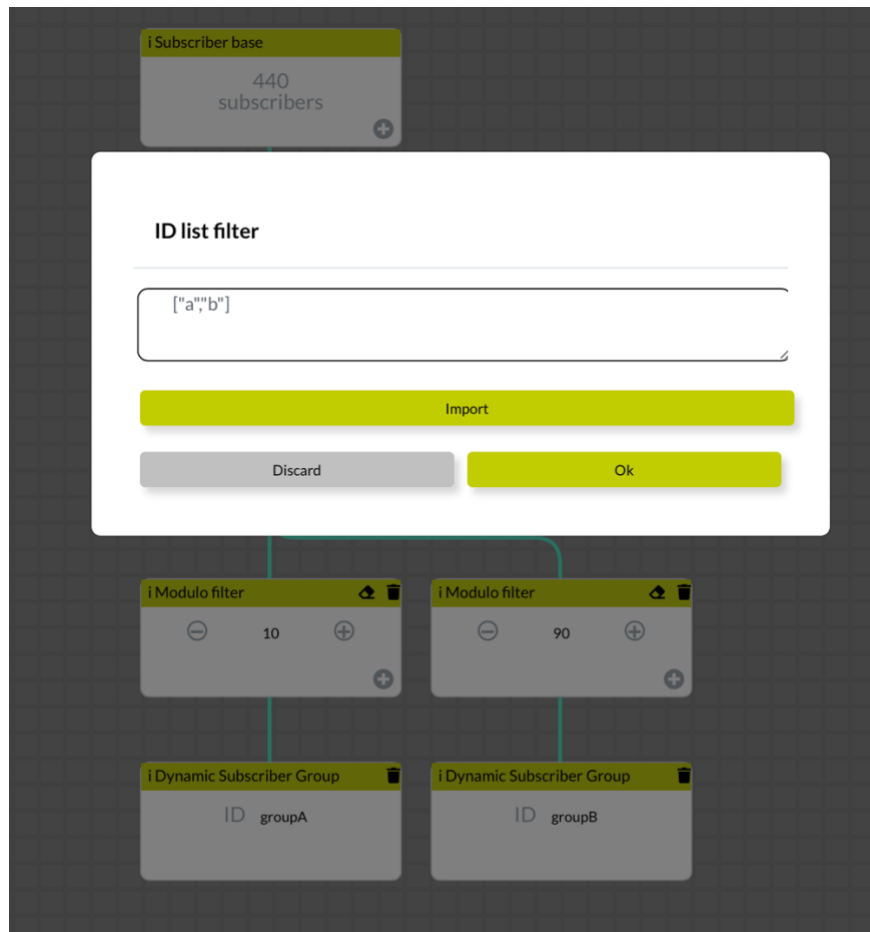 i Subscriber base
440
subscribers
ID list filter
["a","b"]
Import
Discard Ok
i Modulo filter i Modulo filter
10 90
i Dynamic Subscriber Group i Dynamic Subscriber Group
ID groupA ID groupB